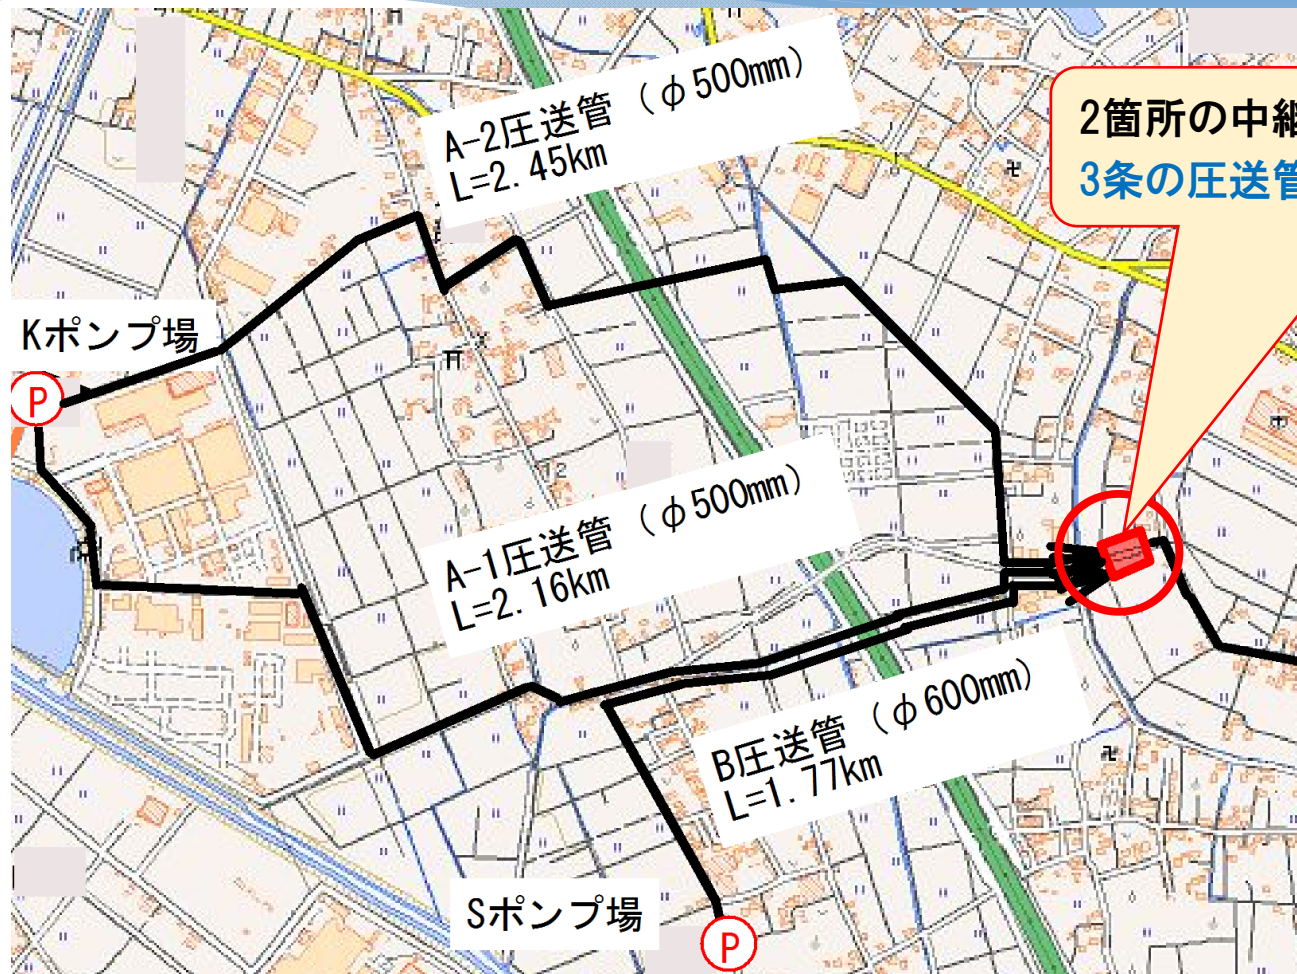 A-2圧送管（φ500mm）
L=2.45km
2箇所の中継
3条の圧送管
Kポンプ場
P
A-1圧送管（φ500mm）
L=2.16km
B圧送管（φ600mm）
L=1.77km
Sポンプ場
P